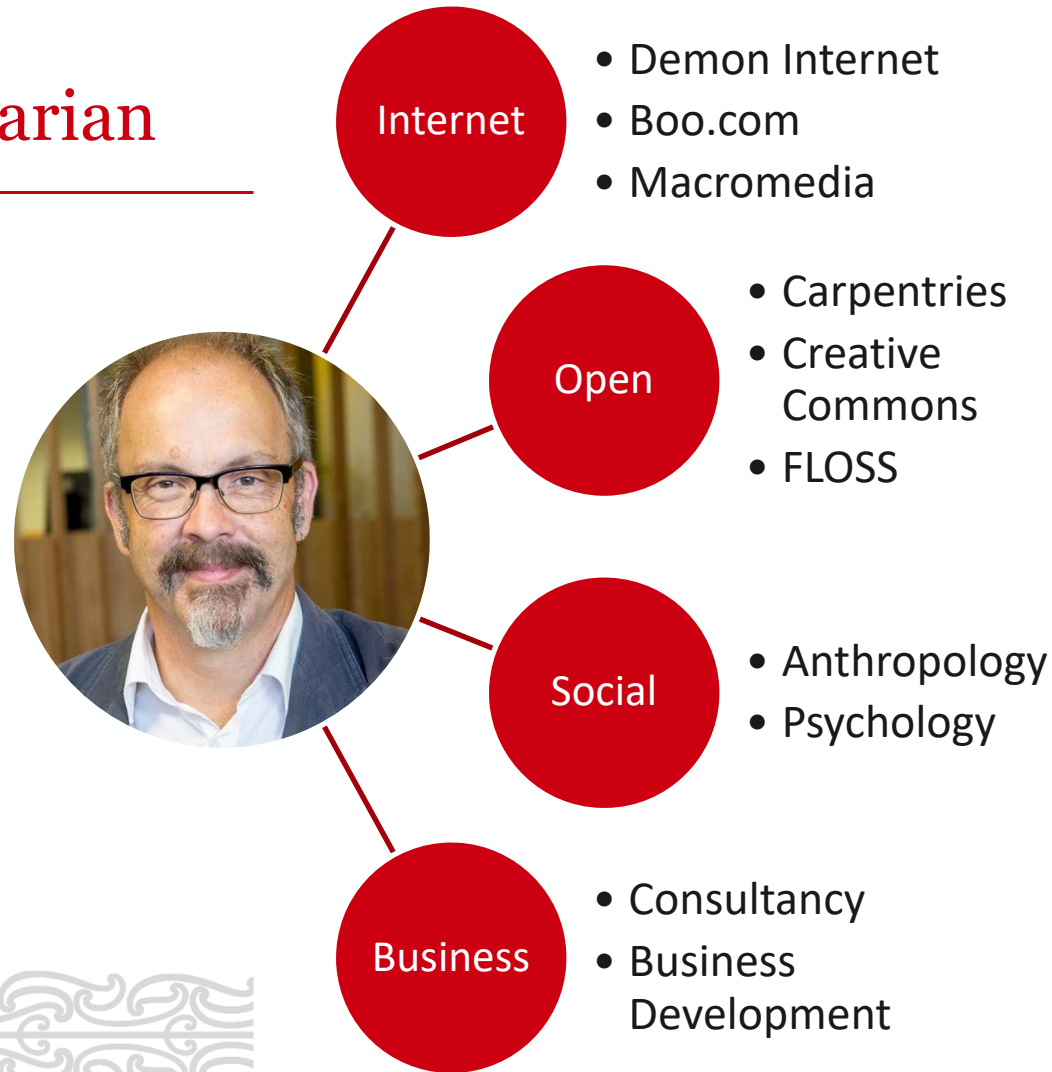 arian
Internet
• Demon Internet
• Boo.com
• Macromedia
Open
• Carpentries
• Creative
Commons
• FLOSS
Social
• Anthropology
• Psychology
Business
• Consultancy
• Business
Development